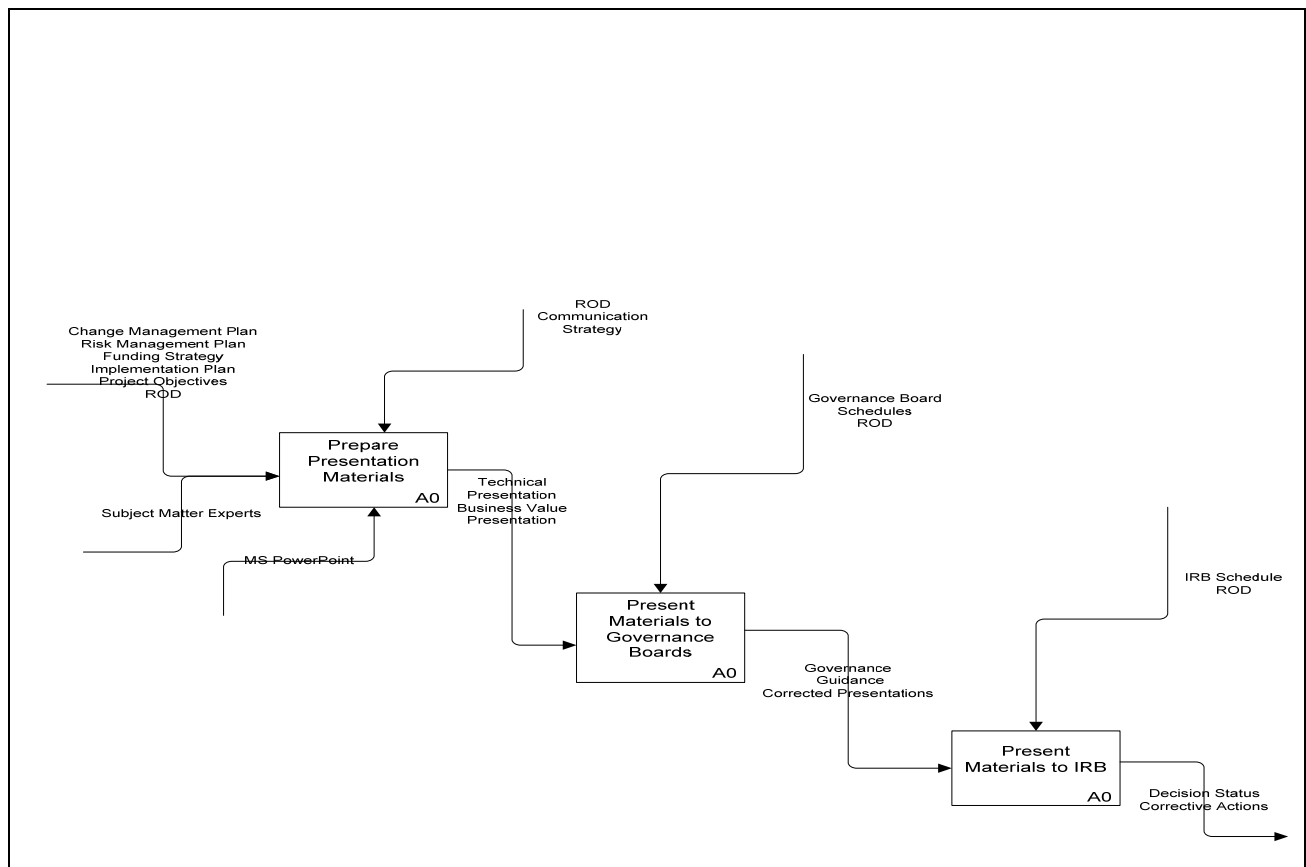 ROD
Communication
Strategy
Change Management Plan
Risk Management Plan
Funding Strategy
Implementation Plan
Project Objectives
ROD
Governance Board
Schedules
ROD
Prepare
Presentation
Materials
A0
Technical
Presentation
Business Value
Presentation
Subject Matter Experts
MS PowerPoint
IRB Schedule
ROD
Present
Materials to
Governance
Boards
A0
Governance
Guidance
Corrected Presentations
Present
Materials to IRB
A0
Decision Status
Corrective Actions